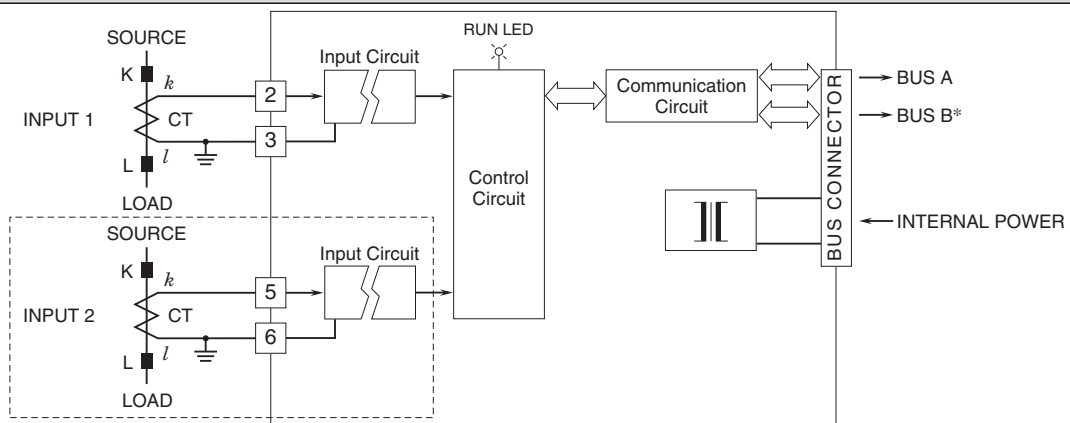 SOURCE
K
k
INPUT 1
CT
L
l
LOAD
2
3
Input Circuit
RUN LED
Control
Circuit
Communication
Circuit
BUS CONNECTOR
BUS A
BUS B*
INTERNAL POWER
SOURCE
K
k
INPUT 2
CT
L
l
LOAD
5
6
Input Circuit